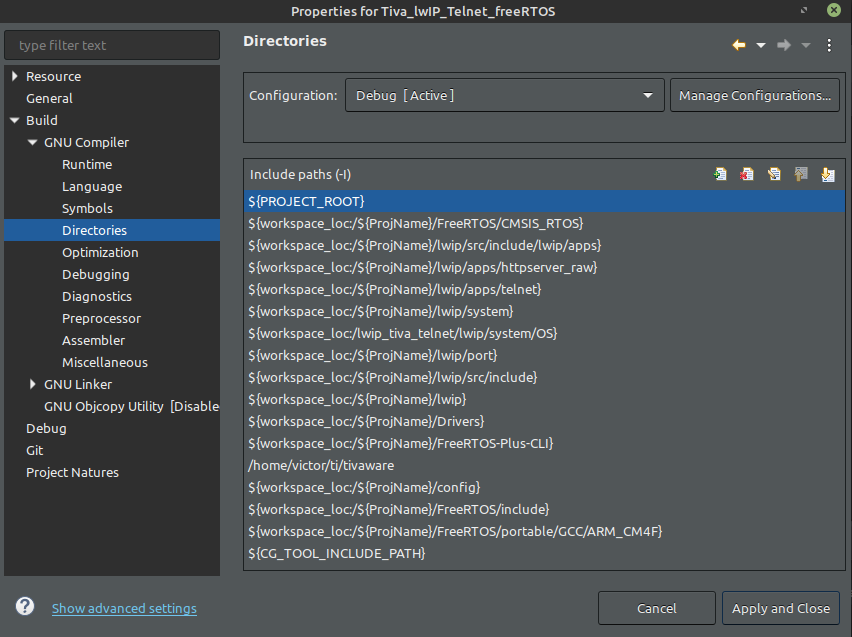 Properties for Tiva_lwIP_Telnet_freeRTOS
type filter text
Resource
General
Build
GNU Compiler
Runtime
Language
Symbols
Directories
Optimization
Debugging
Diagnostics
Preprocessor
Assembler
Miscellaneous
GNU Linker
GNU Objcopy Utility [Disable
Debug
Git
Project Natures
Directories
Configuration: Debug [ Active ] Manage Configurations...
Include paths (-I)
${PROJECT_ROOT}
${workspace_loc:/${ProjName}/FreeRTOS/CMSIS_RTOS}
${workspace_loc:/${ProjName}/lwip/src/include/lwip/apps}
${workspace_loc:/${ProjName}/lwip/apps/httpserver_raw}
${workspace_loc:/${ProjName}/lwip/apps/telnet}
${workspace_loc:/${ProjName}/lwip/system}
${workspace_loc:/lwip_tiva_telnet/lwip/system/OS}
${workspace_loc:/${ProjName}/lwip/port}
${workspace_loc:/${ProjName}/lwip/src/include}
${workspace_loc:/${ProjName}/lwip}
${workspace_loc:/${ProjName}/Drivers}
${workspace_loc:/${ProjName}/FreeRTOS-Plus-CLI}
/home/victor/ti/tivaware
${workspace_loc:/${ProjName}/config}
${workspace_loc:/${ProjName}/FreeRTOS/include}
${workspace_loc:/${ProjName}/FreeRTOS/portable/GCC/ARM_CM4F}
${CG_TOOL_INCLUDE_PATH}
? Show advanced settings
Cancel Apply and Close